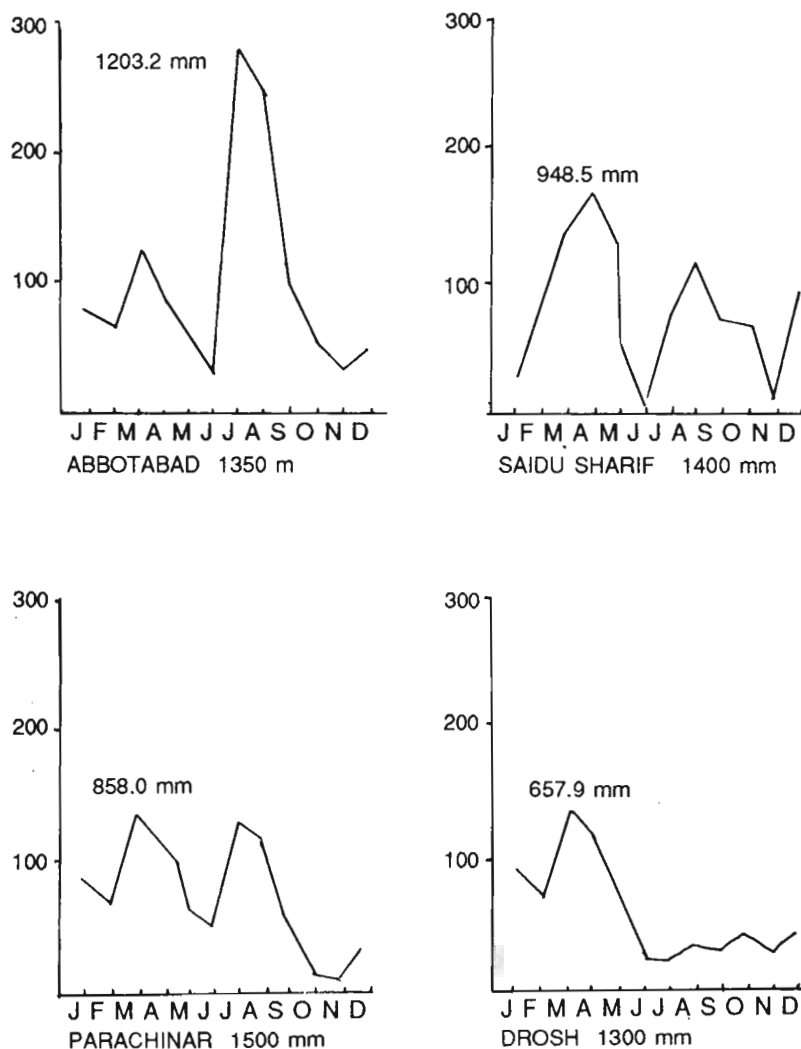 300
1203.2 mm
200
100
J F M A M J J A S O N D
ABBOTABAD 1350 m
300
200
948.5 mm
100
J F M A M J J A S O N D
SAIDU SHARIF 1400 mm
300
200
858.0 mm
100
J F M A M J J A S O N D
PARACHINAR 1500 mm
300
200
657.9 mm
100
J F M A M J J A S O N D
DROSH 1300 mm